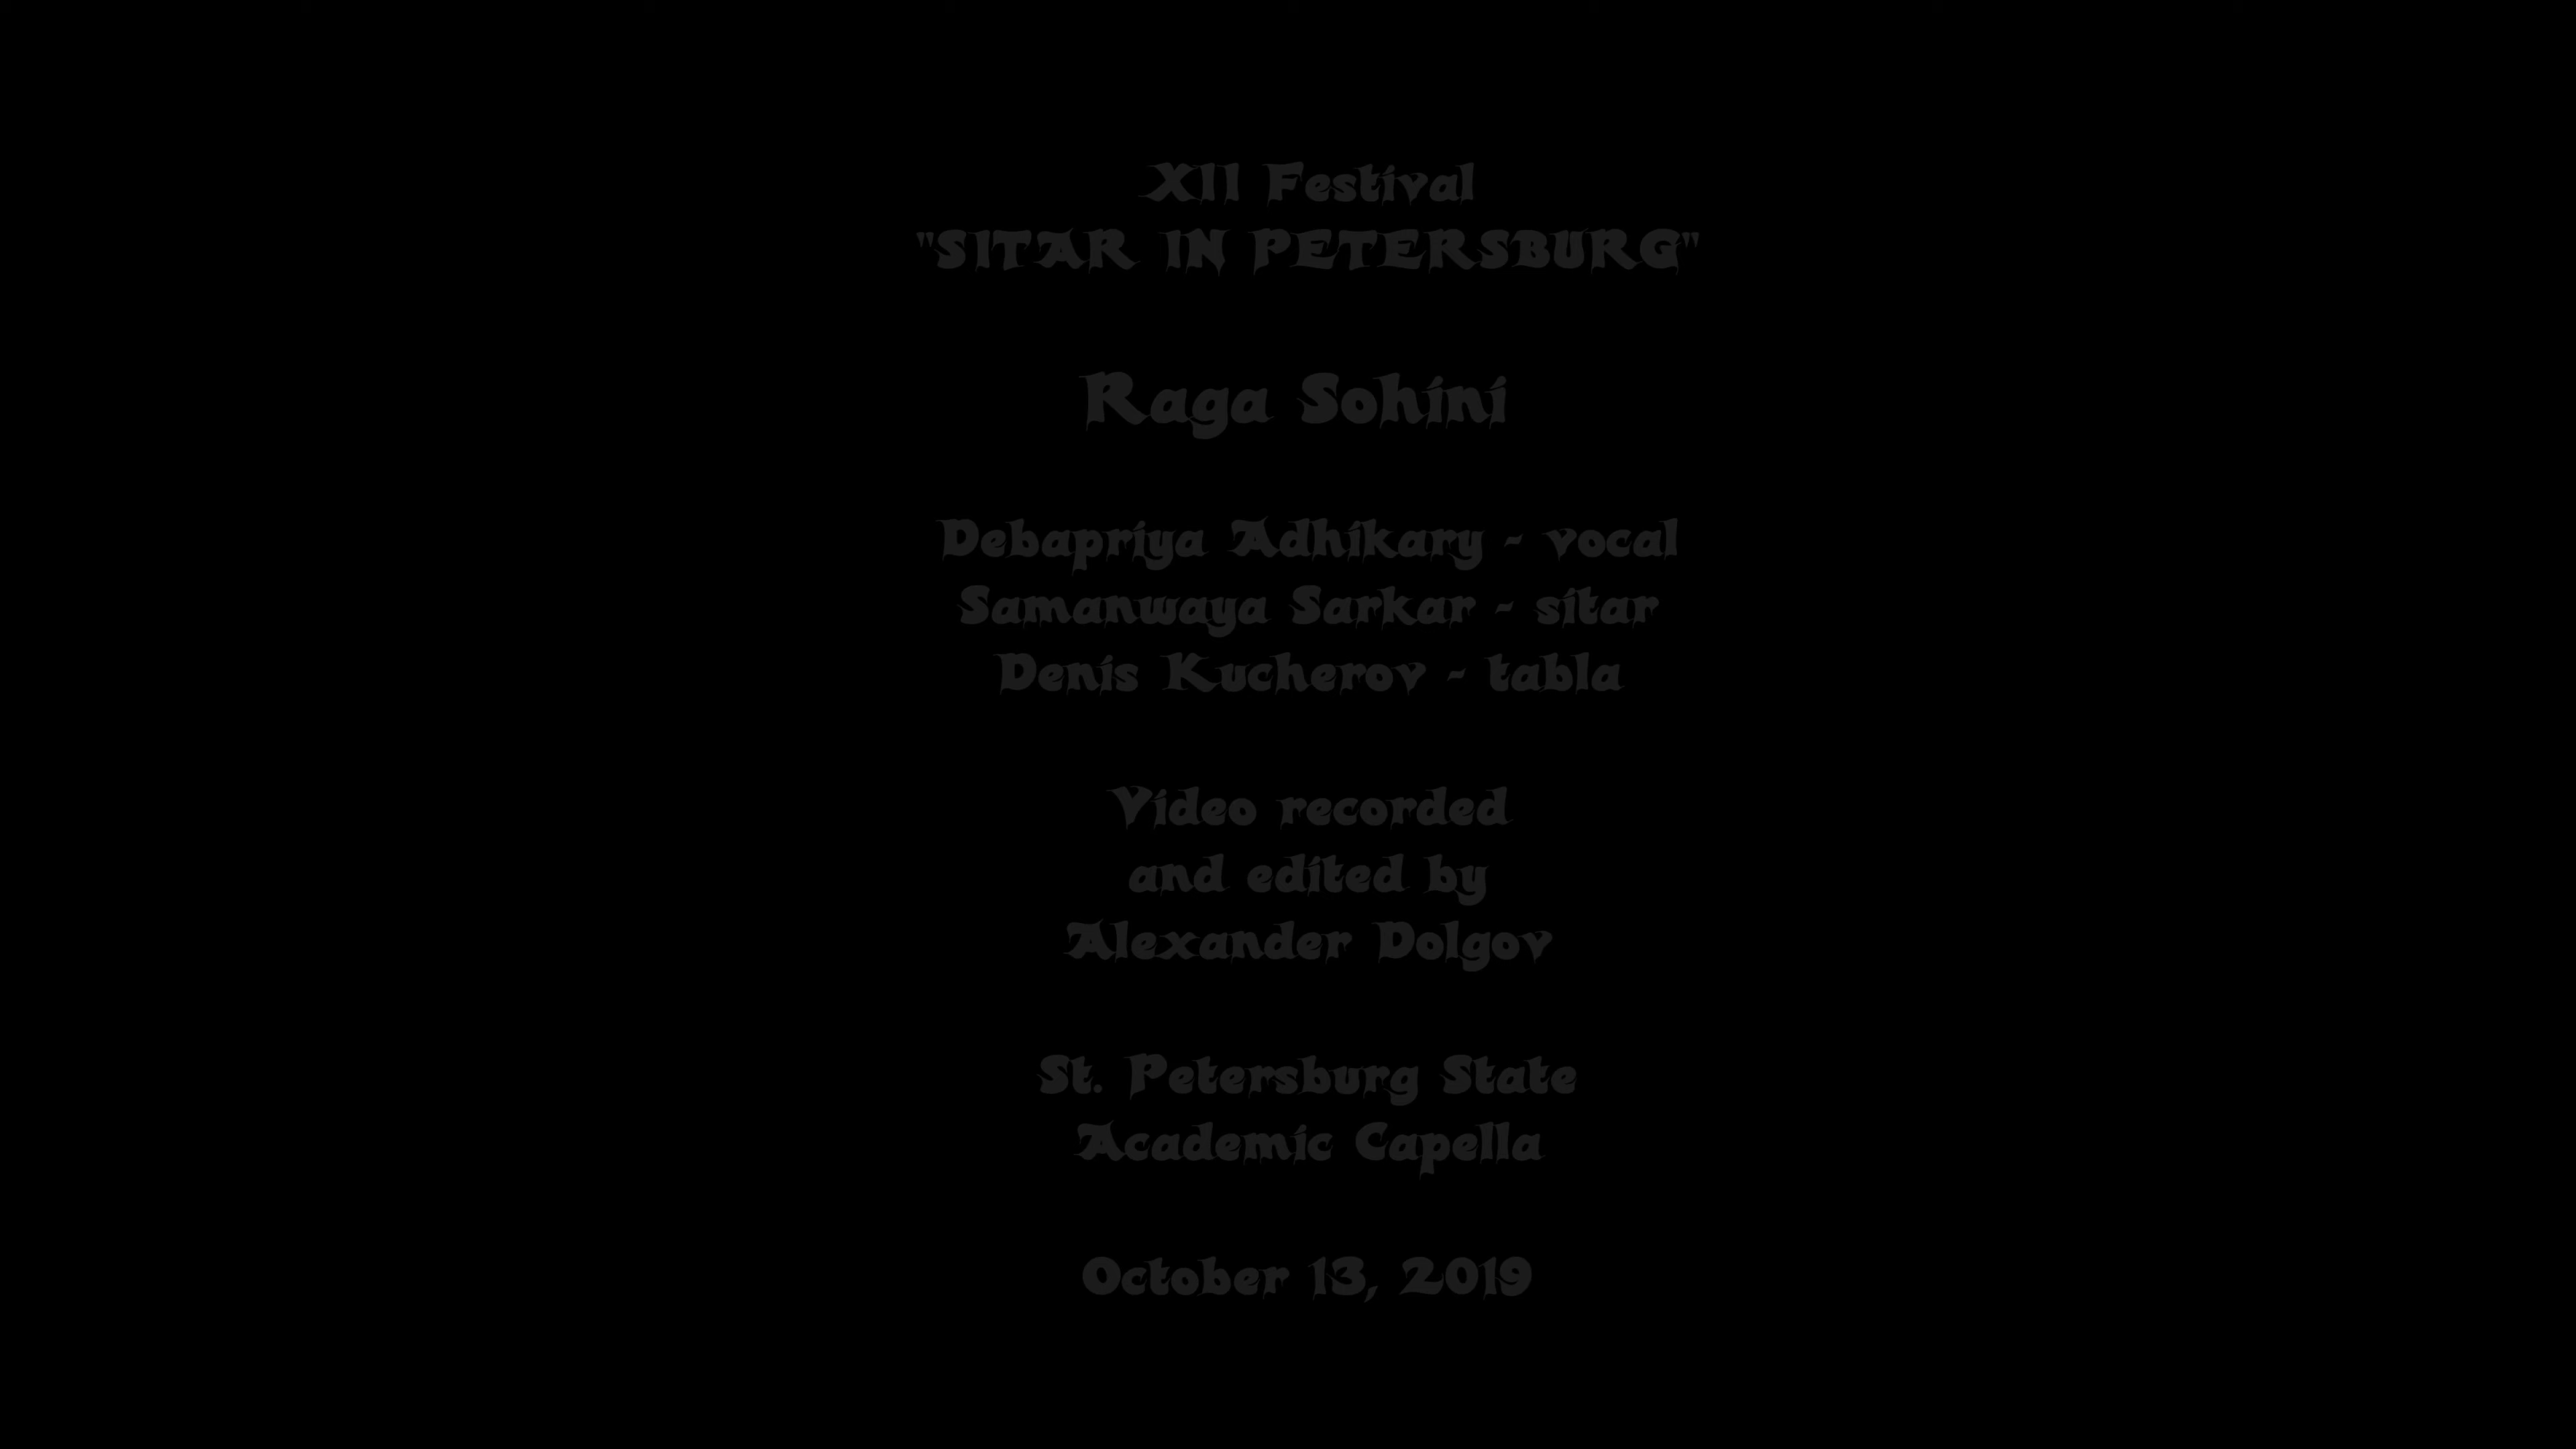 XII Festival
"SITAR IN PETERSBURG"
Raga Sohini
Debapriya Adhikary - vocal
Samanwaya Sarkar - sitar
Denis Kucherov - tabla
Video recorded
and edited by
Alexander Dolgov
St. Petersburg State
Academic Capella
October 13, 2019